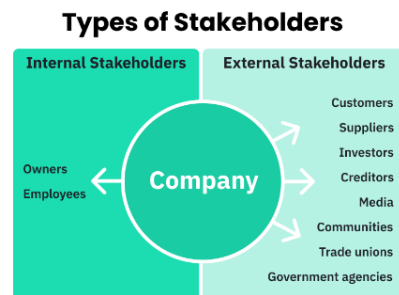 Types of Stakeholders
Internal Stakeholders
External Stakeholders
Owners
Employees
Company
Customers
Suppliers
Investors
Creditors
Media
Communities
Trade unions
Government agencies